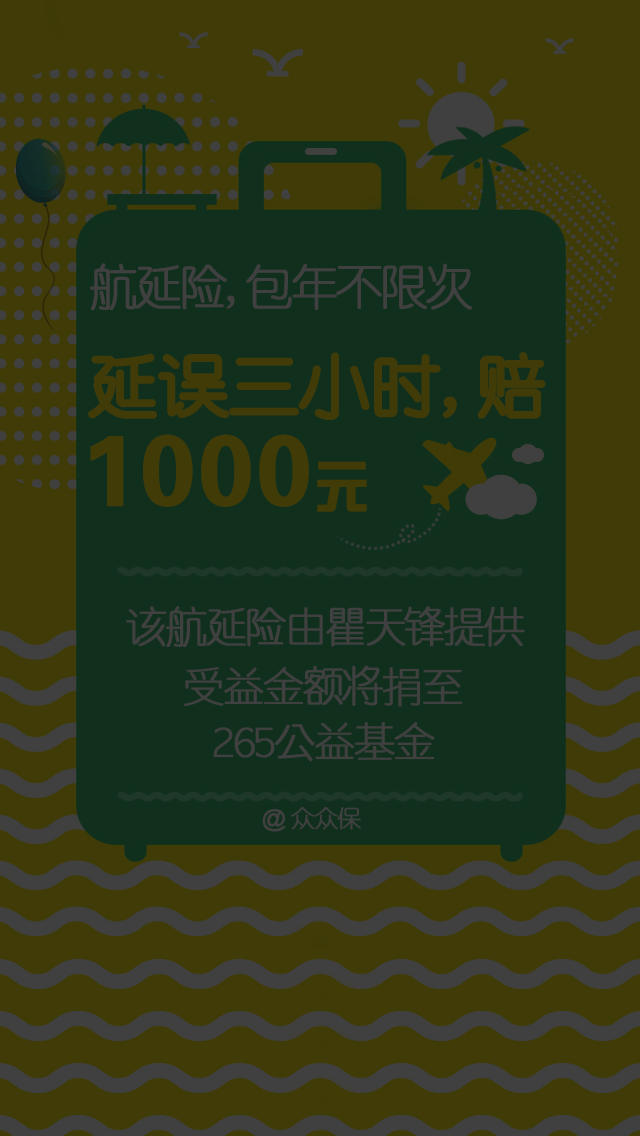 航延险,包年不限次
延误三小时,赔
1000元
该航延险由瞿天锋提供
受益金额将捐至
265公益基金
@众众保